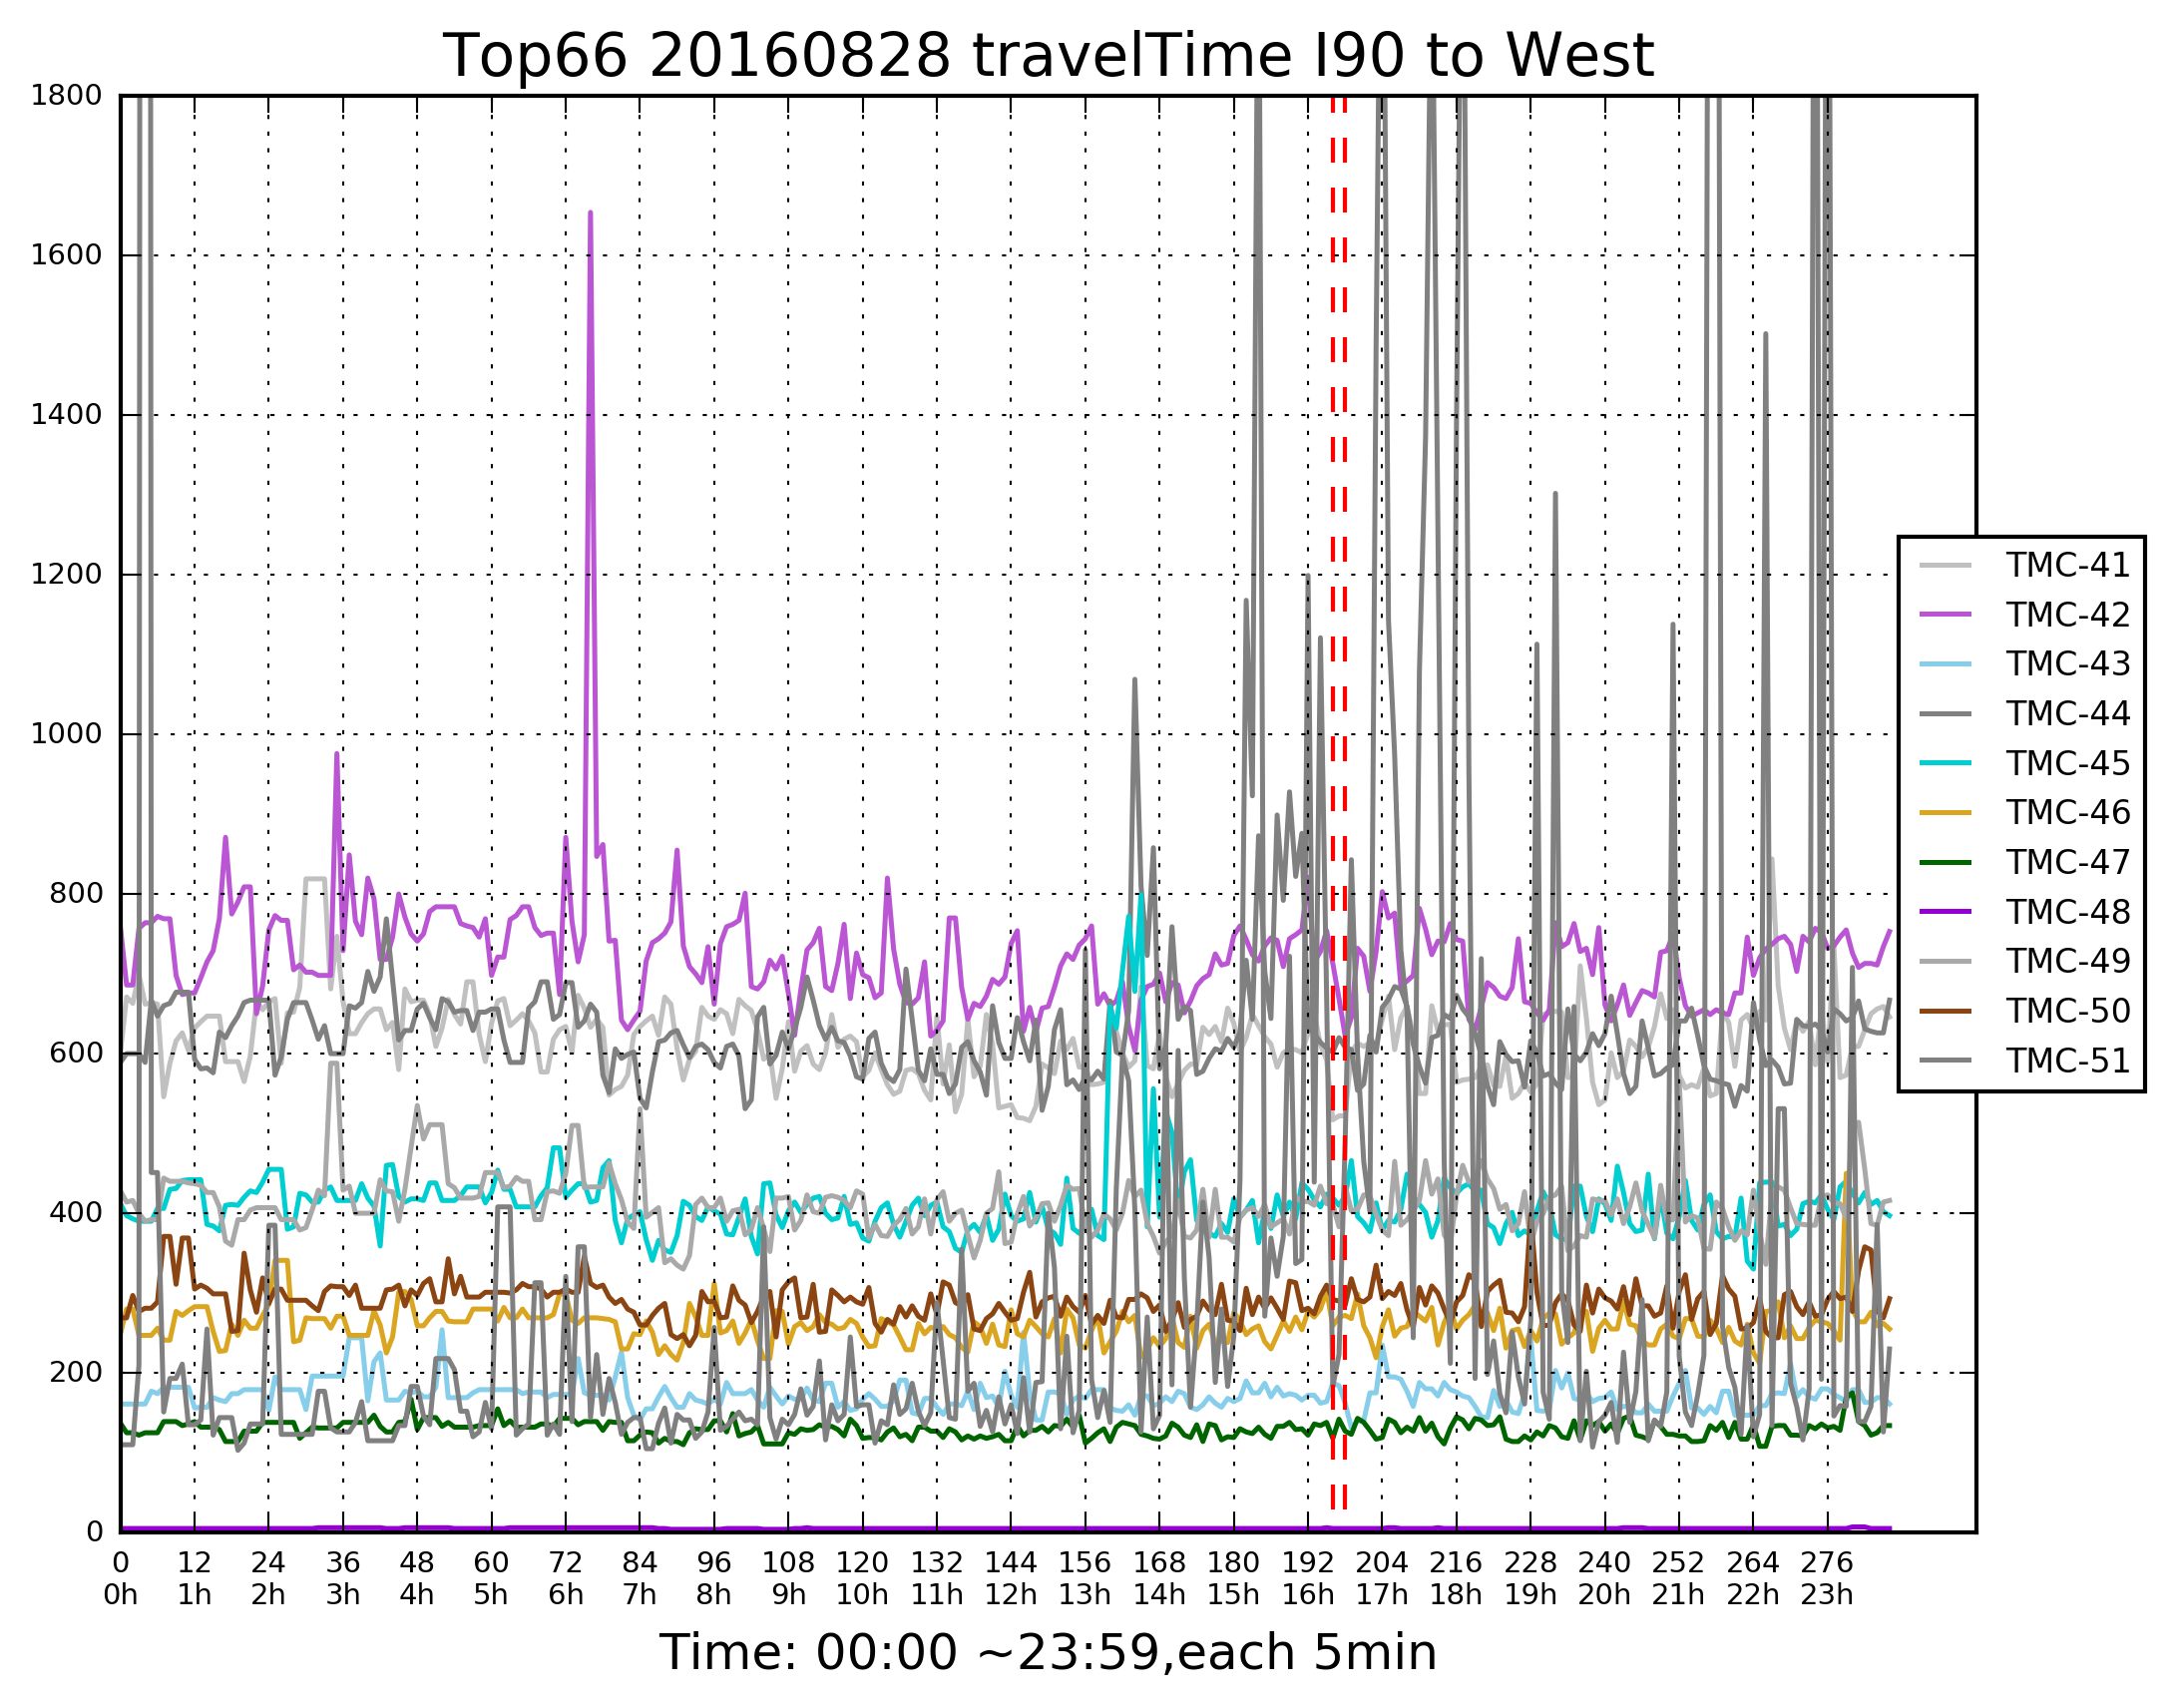 Top66 20160828 travelTime I90 to West
1800
1600
1400
1200
1000
800
600
400
200
0
TMC-41
TMC-42
TMC-43
TMC-44
TMC-45
TMC-46
TMC-47
TMC-48
TMC-49
TMC-50
TMC-51
0 12 24 36 48 60 72 84 96 108 120 132 144 156 168 180 192 204 216 228 240 252 264 276
0h 1h 2h 3h 4h 5h 6h 7h 8h 9h 10h 11h 12h 13h 14h 15h 16h 17h 18h 19h 20h 21h 22h 23h
Time: 00:00 ~23:59,each 5min